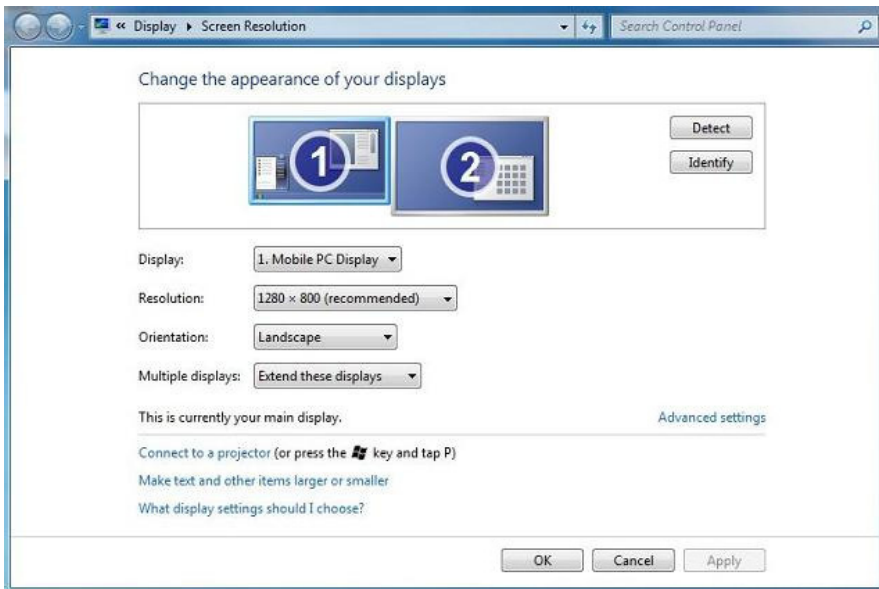 « Display ▸ Screen Resolution Search Control Panel
Change the appearance of your displays
1 2
Detect
Identify
Display: 1. Mobile PC Display
Resolution: 1280 × 800 (recommended)
Orientation: Landscape
Multiple displays: Extend these displays
This is currently your main display. Advanced settings
Connect to a projector (or press the key and tap P)
Make text and other items larger or smaller
What display settings should I choose?
OK Cancel Apply